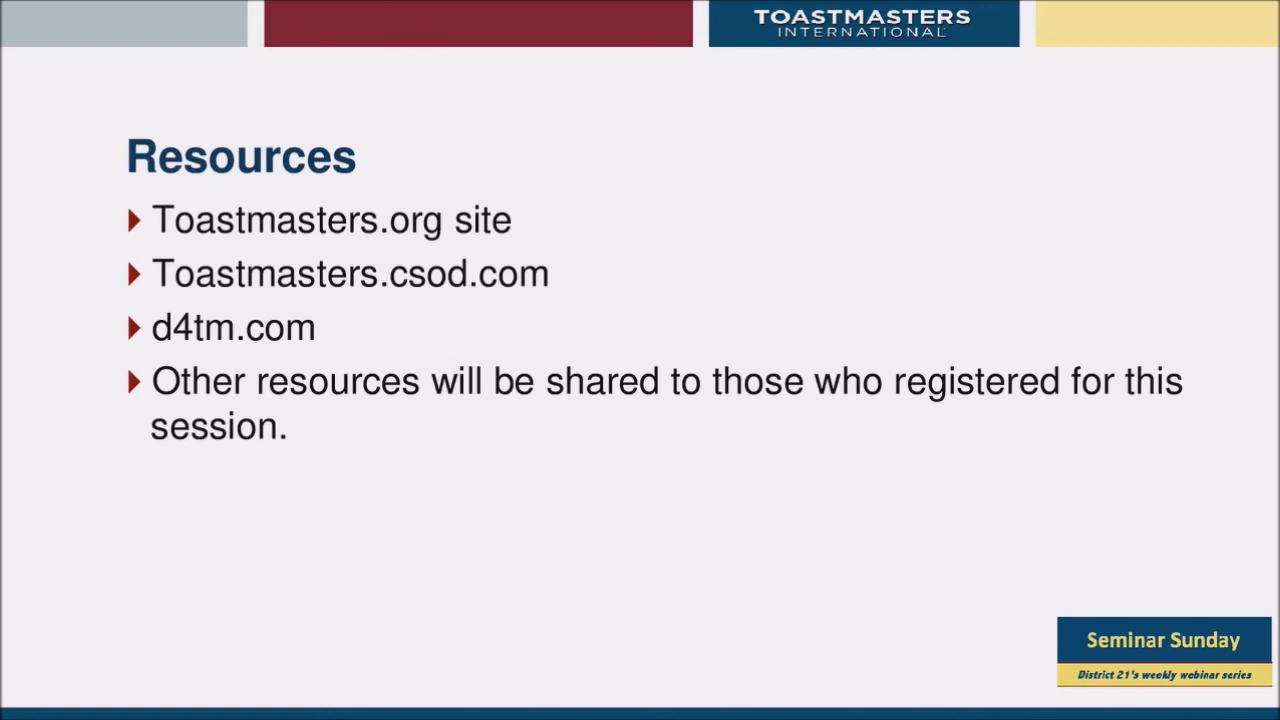 TOASTMASTERS
INTERNATIONAL
Resources
Toastmasters.org site
Toastmasters.csod.com
d4tm.com
Other resources will be shared to those who registered for this
session.
Seminar Sunday
District 21's weekly webinar series